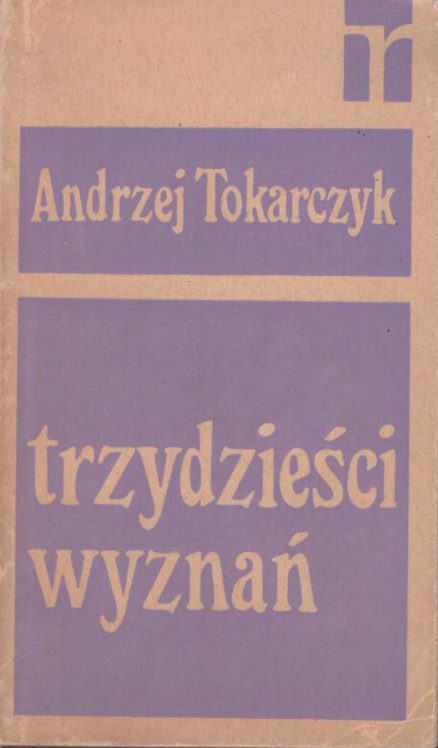 r
Andrzej Tokarczyk
trzydzieści
wyznań